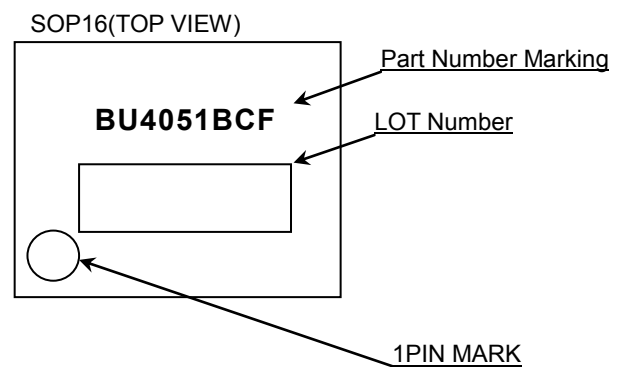 SOP16(TOP VIEW)
Part Number Marking
BU4051BCF
LOT Number
1PIN MARK